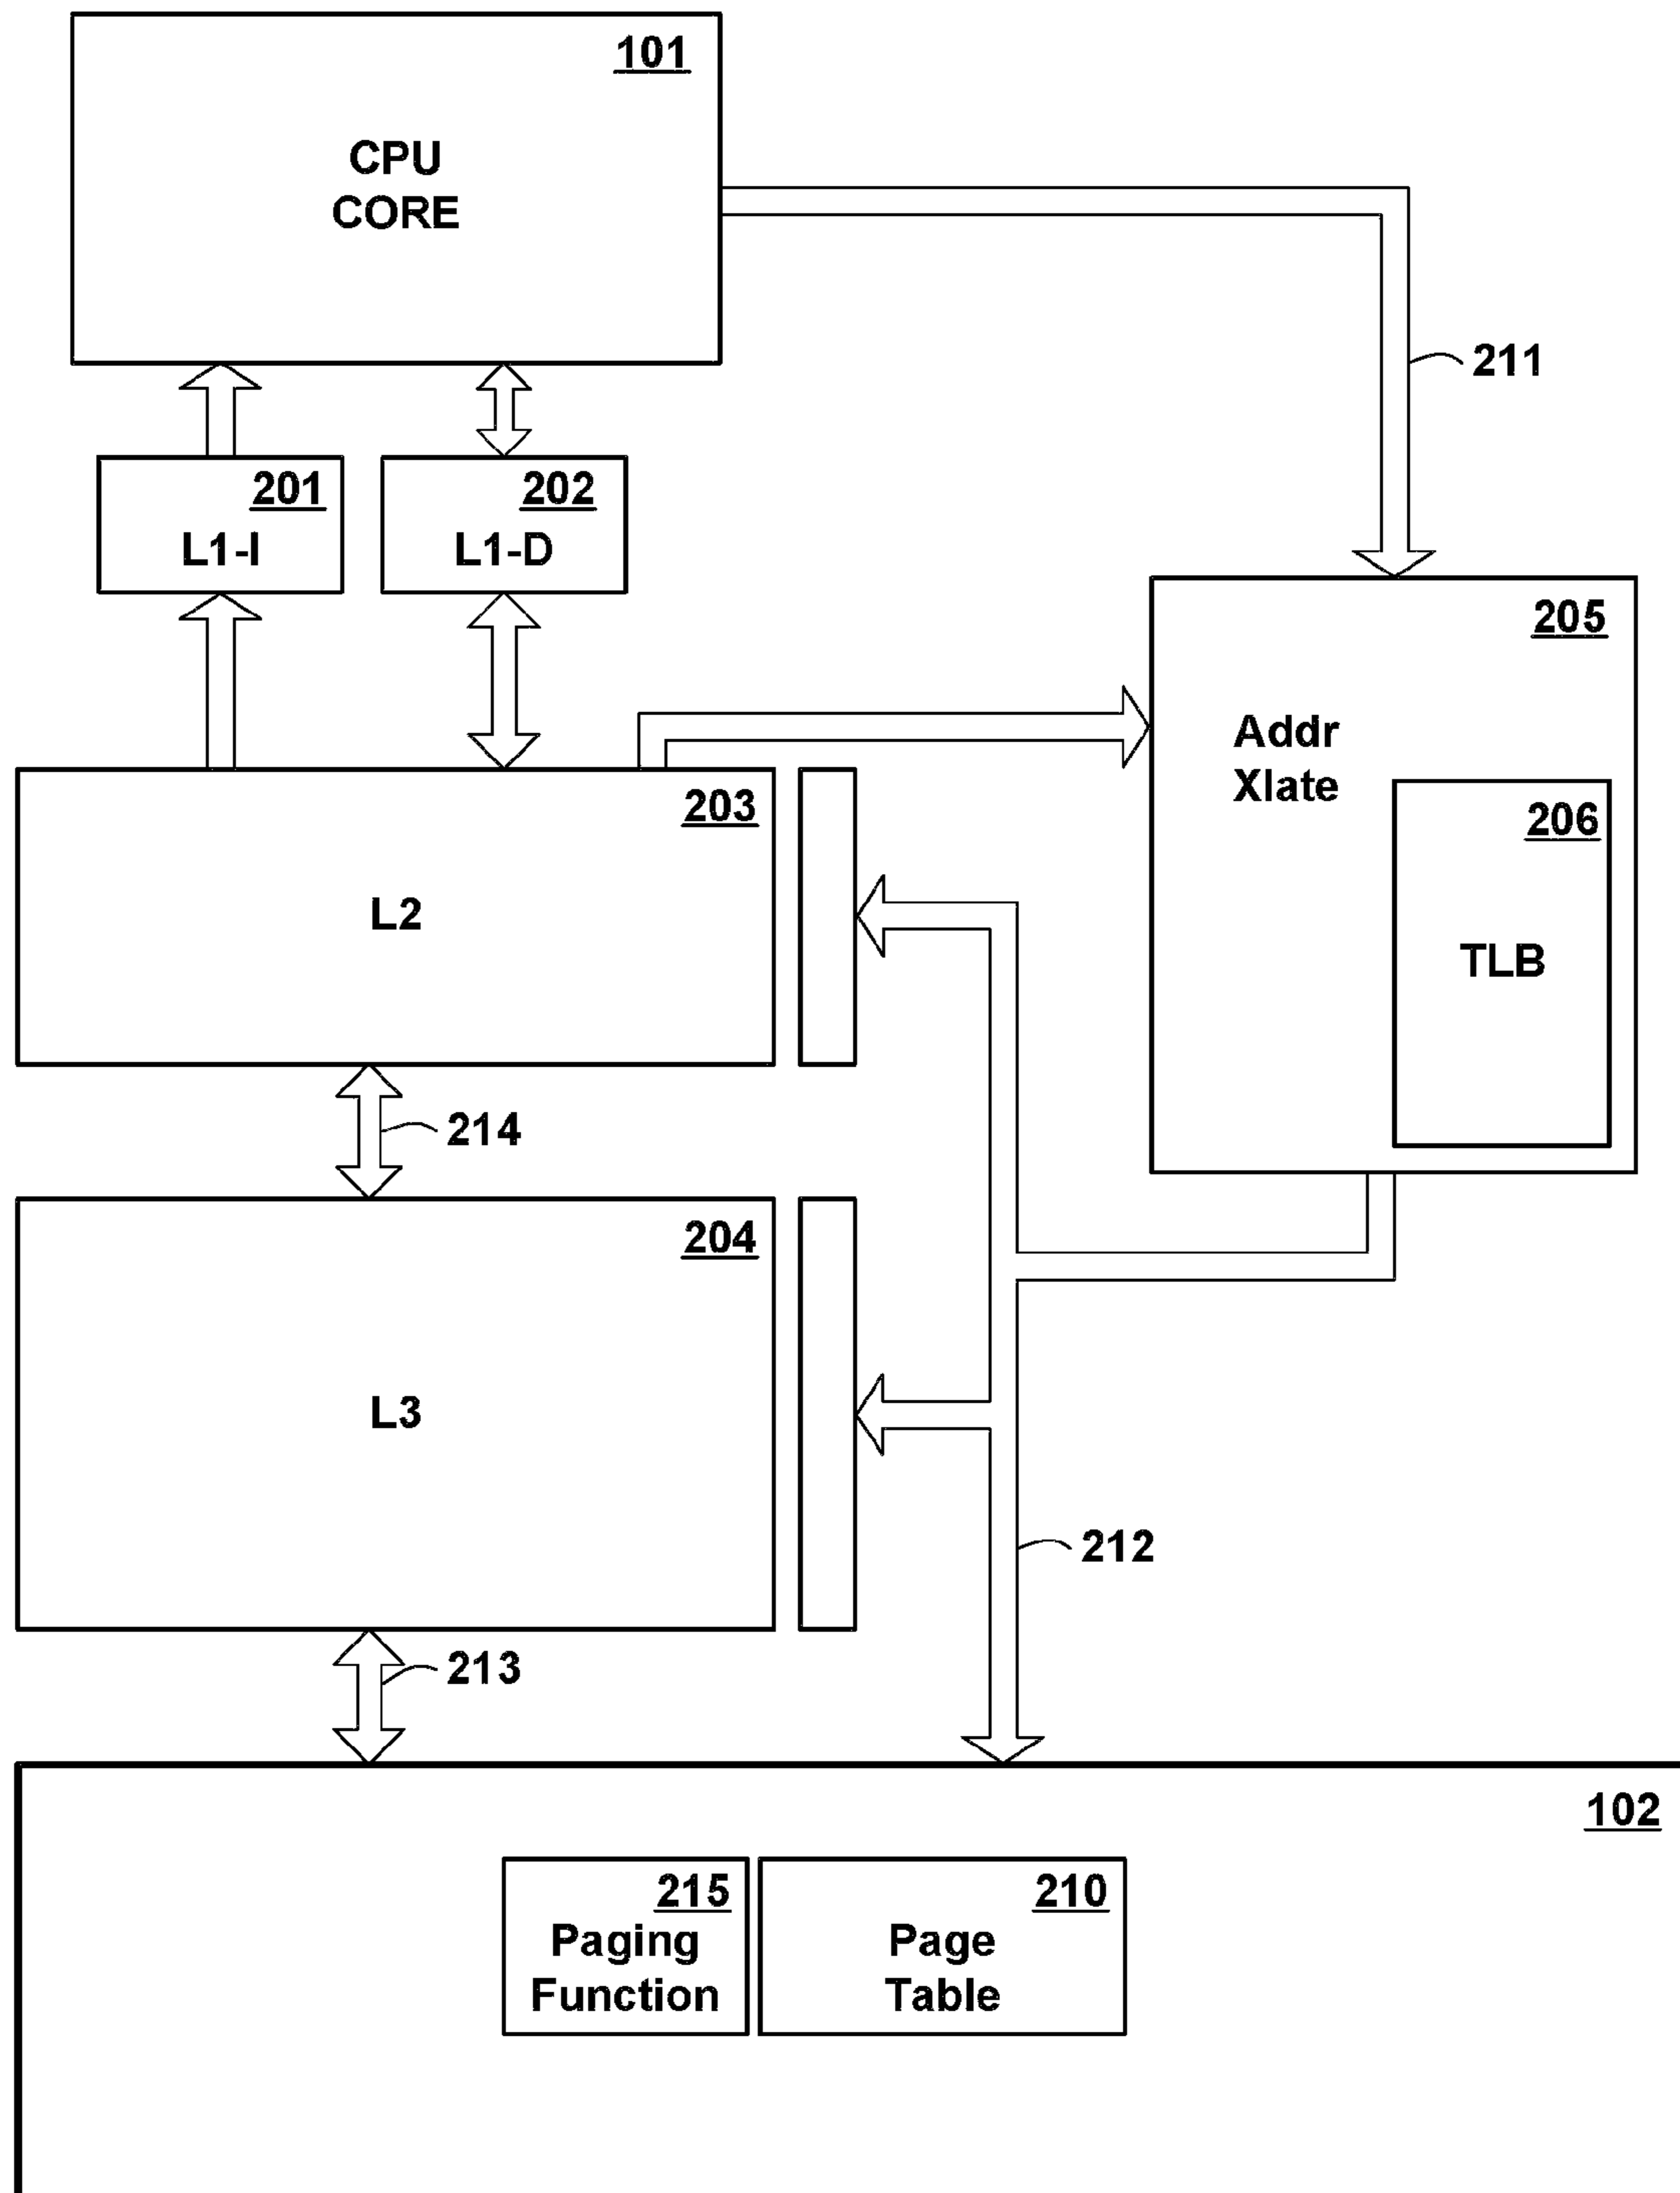 101
CPU
CORE
211
201
L1-I
202
L1-D
205
Addr
Xlate
206
TLB
203
L2
214
204
L3
212
213
102
215
Paging
Function
210
Page
Table